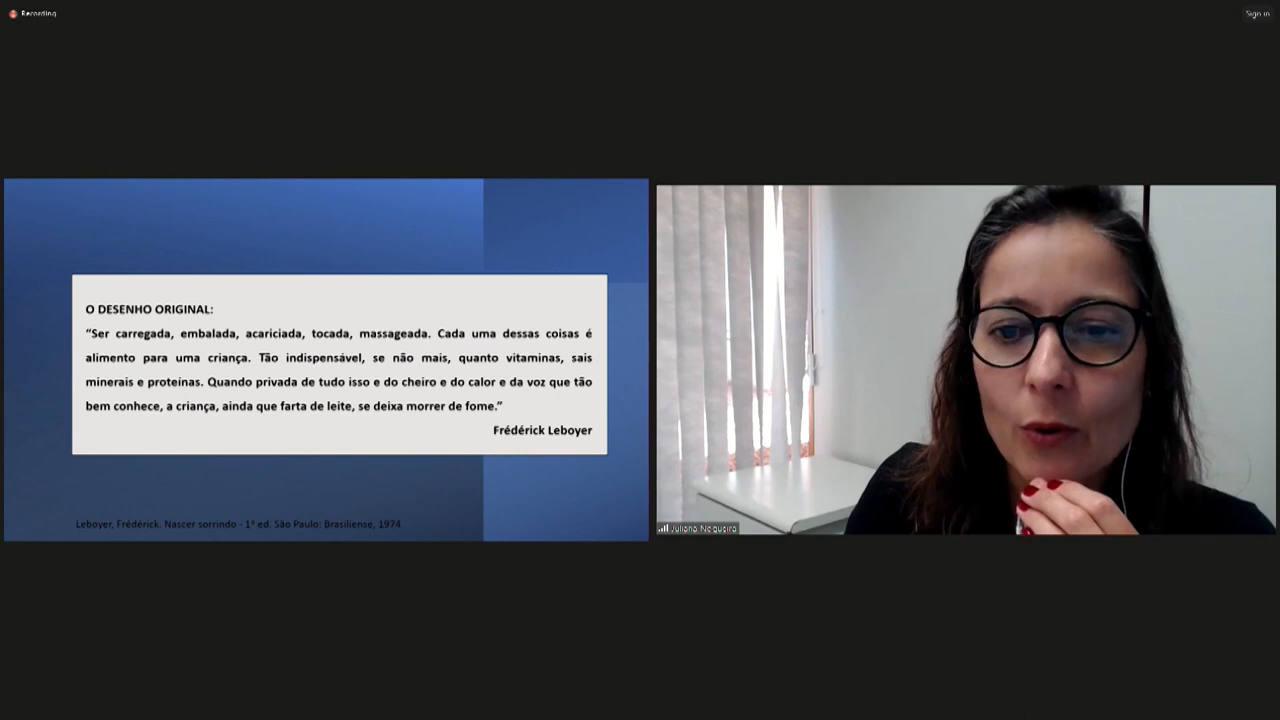 Recording
Sign in
O DESENHO ORIGINAL:
“Ser carregada, embalada, acariciada, tocada, massageada. Cada uma dessas coisas é
alimento para uma criança. Tão indispensável, se não mais, quanto vitaminas, sais
minerais e proteínas. Quando privada de tudo isso e do cheiro e do calor e da voz que tão
bem conhece, a criança, ainda que farta de leite, se deixa morrer de fome.”
Frédérick Leboyer
Leboyer, Frédérick. Nascer sorrindo - 1ª ed. São Paulo: Brasiliense, 1974
Juliana Nogueira